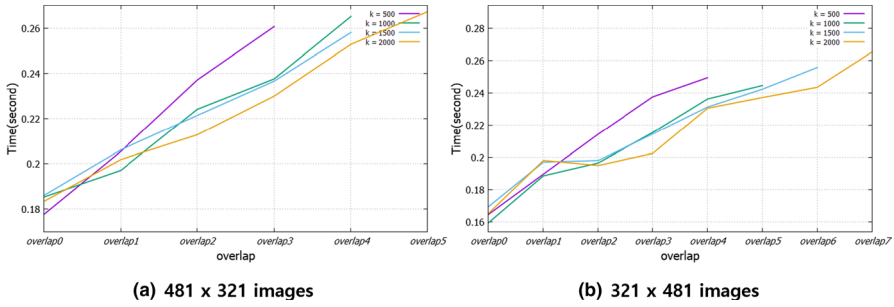 0.26
0.24
0.22
0.2
0.18
Time(second)
k = 500
k = 1000
k = 1500
k = 2000
overlap0
overlap1
overlap2
overlap3
overlap4
overlap5
overlap
(a) 481 x 321 images
0.28
0.26
0.24
0.22
0.2
0.18
0.16
Time(second)
k = 500
k = 1000
k = 1500
k = 2000
overlap0
overlap1
overlap2
overlap3
overlap4
overlap5
overlap6
overlap7
overlap
(b) 321 x 481 images